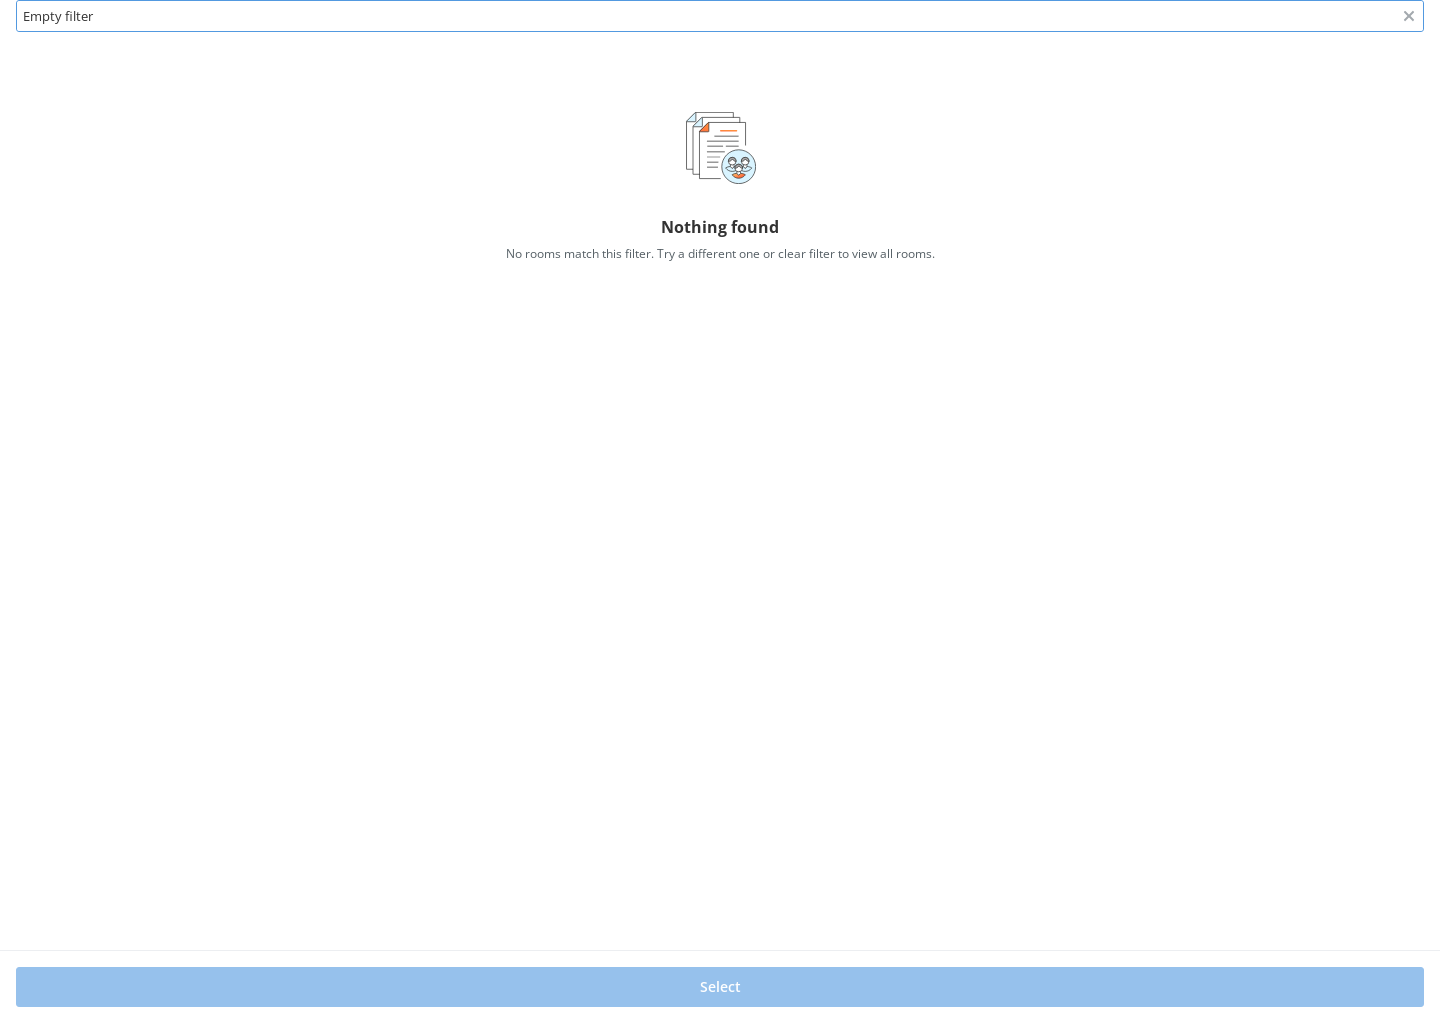 Empty filter
Nothing found
No rooms match this filter. Try a different one or clear filter to view all rooms.
Select